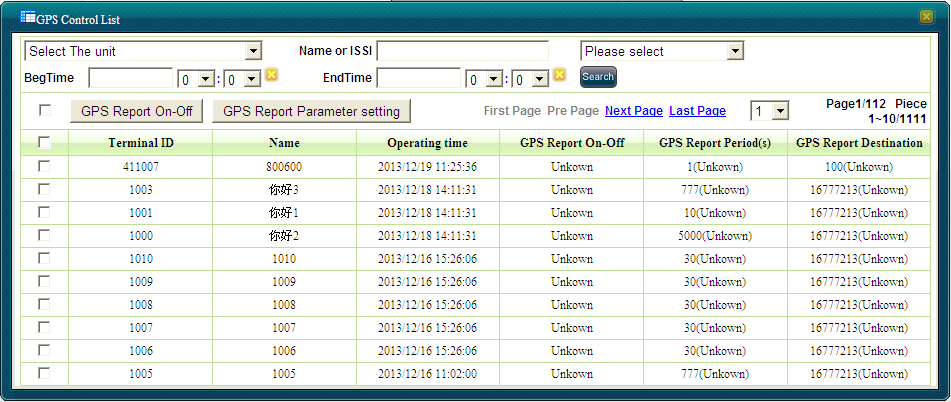 GPS Control List
Select The unit Name or ISSI Please select
BegTime 0 : 0 EndTime 0 : 0 Search
GPS Report On-Off GPS Report Parameter setting First Page Pre Page Next Page Last Page 1 Page1/112 Piece
1~10/1111
Terminal ID Name Operating time GPS Report On-Off GPS Report Period(s) GPS Report Destination
411007 800600 2013/12/19 11:25:36 Unkown 1(Unkown) 100(Unkown)
1003 你好3 2013/12/18 14:11:31 Unkown 777(Unkown) 16777213(Unkown)
1001 你好1 2013/12/18 14:11:31 Unkown 10(Unkown) 16777213(Unkown)
1000 你好2 2013/12/18 14:11:31 Unkown 5000(Unkown) 16777213(Unkown)
1010 1010 2013/12/16 15:26:06 Unkown 30(Unkown) 16777213(Unkown)
1009 1009 2013/12/16 15:26:06 Unkown 30(Unkown) 16777213(Unkown)
1008 1008 2013/12/16 15:26:06 Unkown 30(Unkown) 16777213(Unkown)
1007 1007 2013/12/16 15:26:06 Unkown 30(Unkown) 16777213(Unkown)
1006 1006 2013/12/16 15:26:06 Unkown 30(Unkown) 16777213(Unkown)
1005 1005 2013/12/16 11:02:00 Unkown 777(Unkown) 16777213(Unkown)